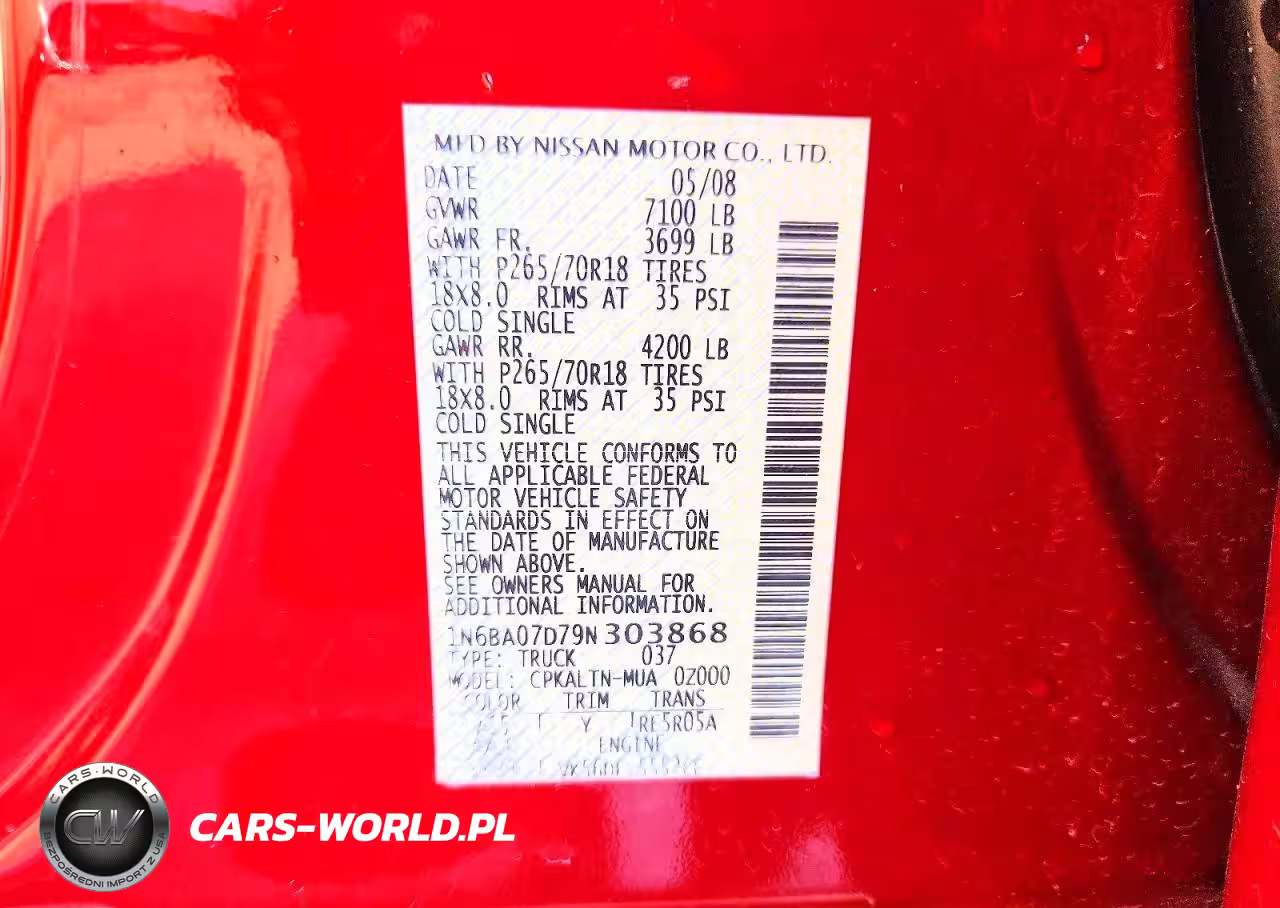 MFD BY NISSAN MOTOR CO., LTD.
DATE 05/08
GVWR 7100 LB
GAWR FR. 3699 LB
WITH P265/70R18 TIRES
18X8.0 RIMS AT 35 PSI
COLD SINGLE
GAWR RR. 4200 LB
WITH P265/70R18 TIRES
18X8.0 RIMS AT 35 PSI
COLD SINGLE
THIS VEHICLE CONFORMS TO
ALL APPLICABLE FEDERAL
MOTOR VEHICLE SAFETY
STANDARDS IN EFFECT ON
THE DATE OF MANUFACTURE
SHOWN ABOVE.
SEE OWNERS MANUAL FOR
ADDITIONAL INFORMATION.
1N6BA07D79N303868
TYPE: TRUCK 037
MODEL: CPKALTN-MUA 0Z000
COLOR TRIM TRANS
Y RE5R05A
ENGINE
CARS-WORLD
CW
BEZPOŚREDNI IMPORT Z USA
CARS-WORLD.PL